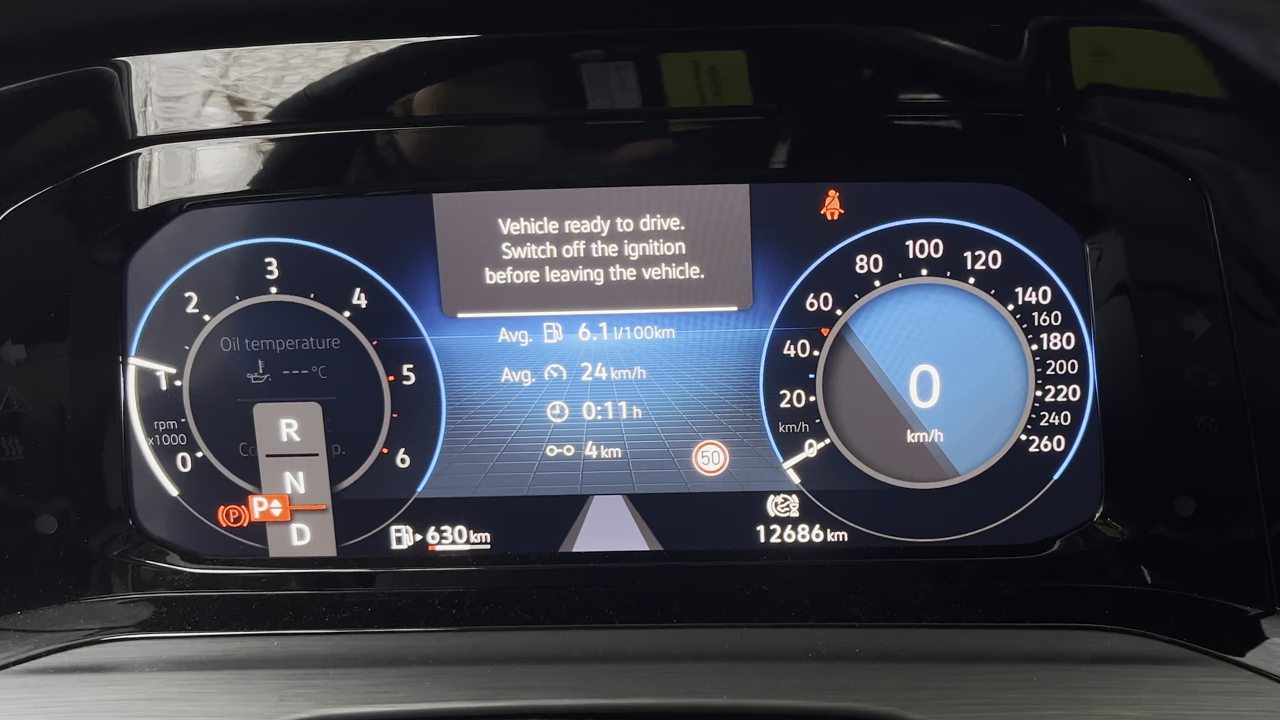 Vehicle ready to drive.
Switch off the ignition
before leaving the vehicle.
Avg. 6.1 l/100km
Avg. 24 km/h
0:11 h
4 km
50
Oil temperature
--- °C
1
2
3
4
5
6
0
rpm
x1000
R
N
D
P
(P)
630 km
0
20
40
60
80
100
120
140
160
180
200
220
240
260
km/h
0
km/h
12686 km